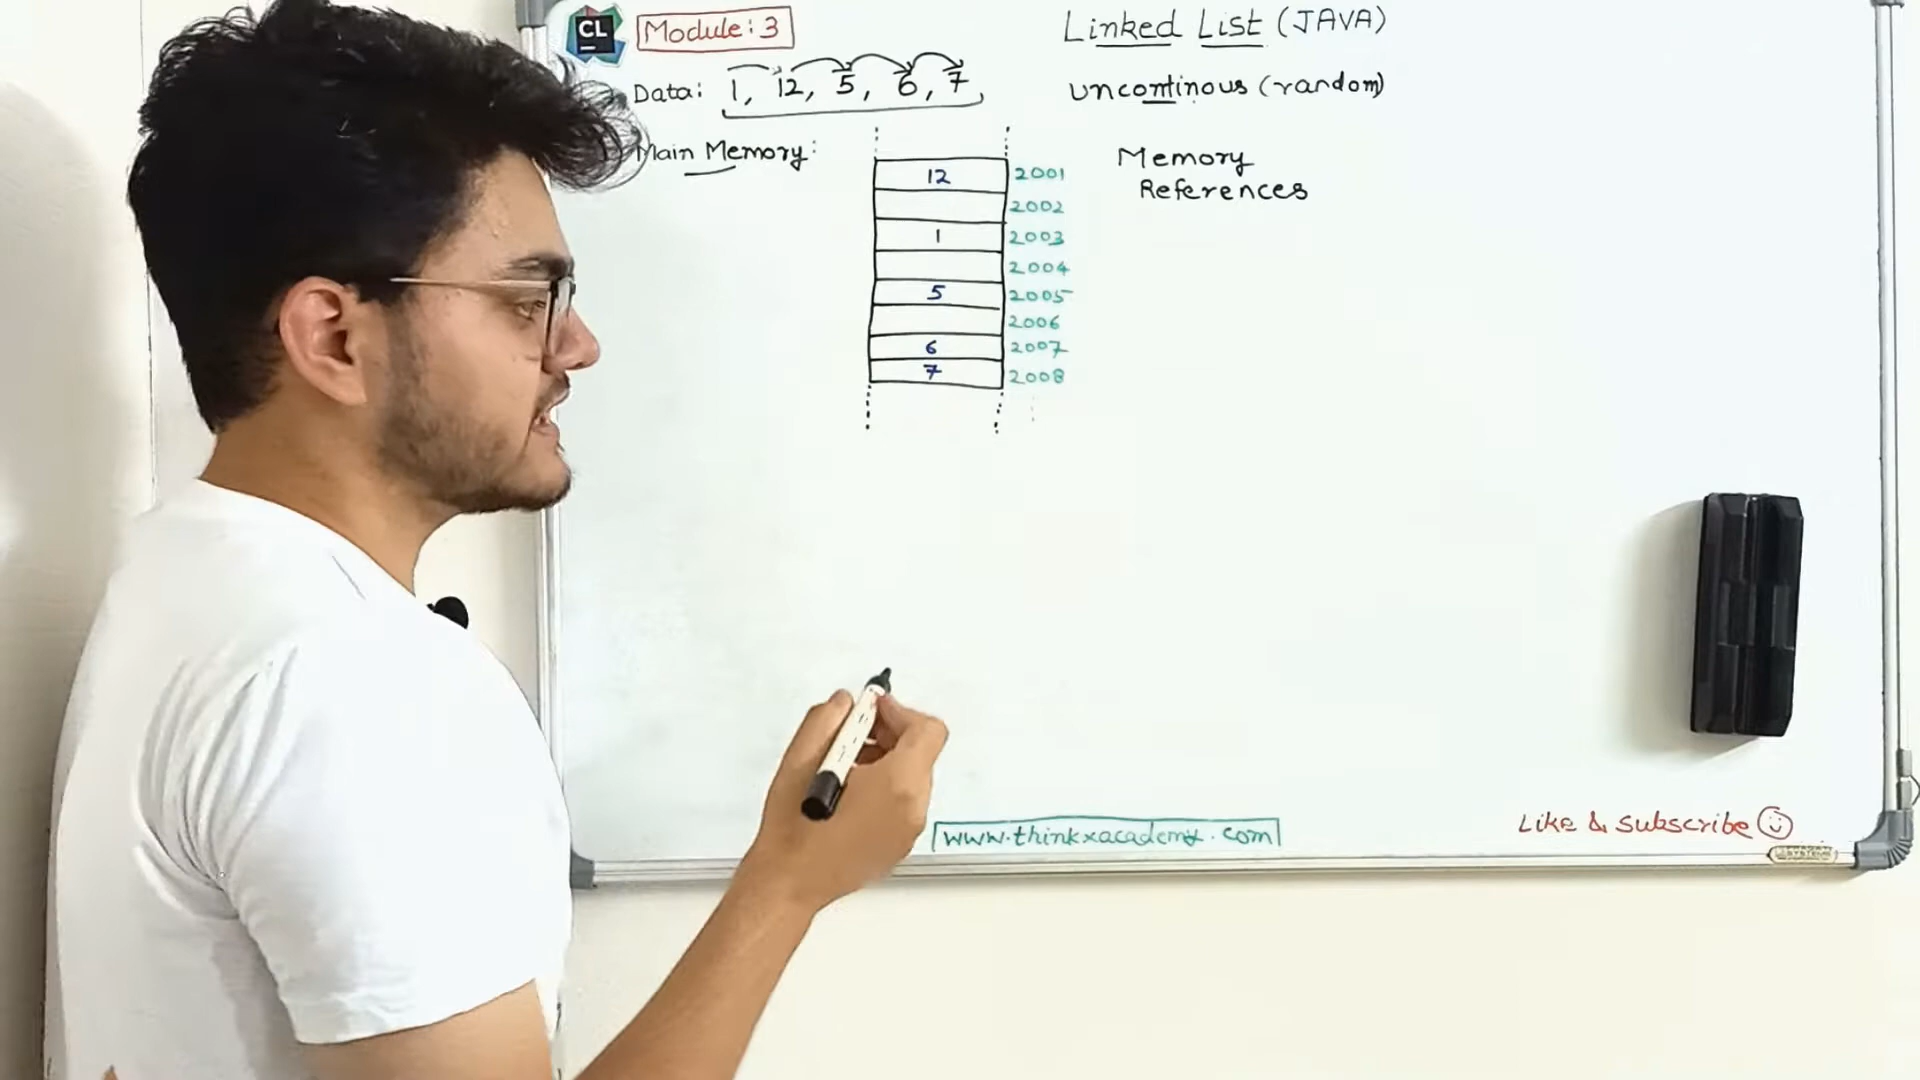 CL
Module: 3
Linked List (JAVA)
Data: 1, 12, 5, 6, 7
uncontinous (random)
Main Memory:
Memory
References
12 2001
2002
1 2003
2004
5 2005
2006
6 2007
7 2008
www.thinkxacademy.com
Like & subscribe